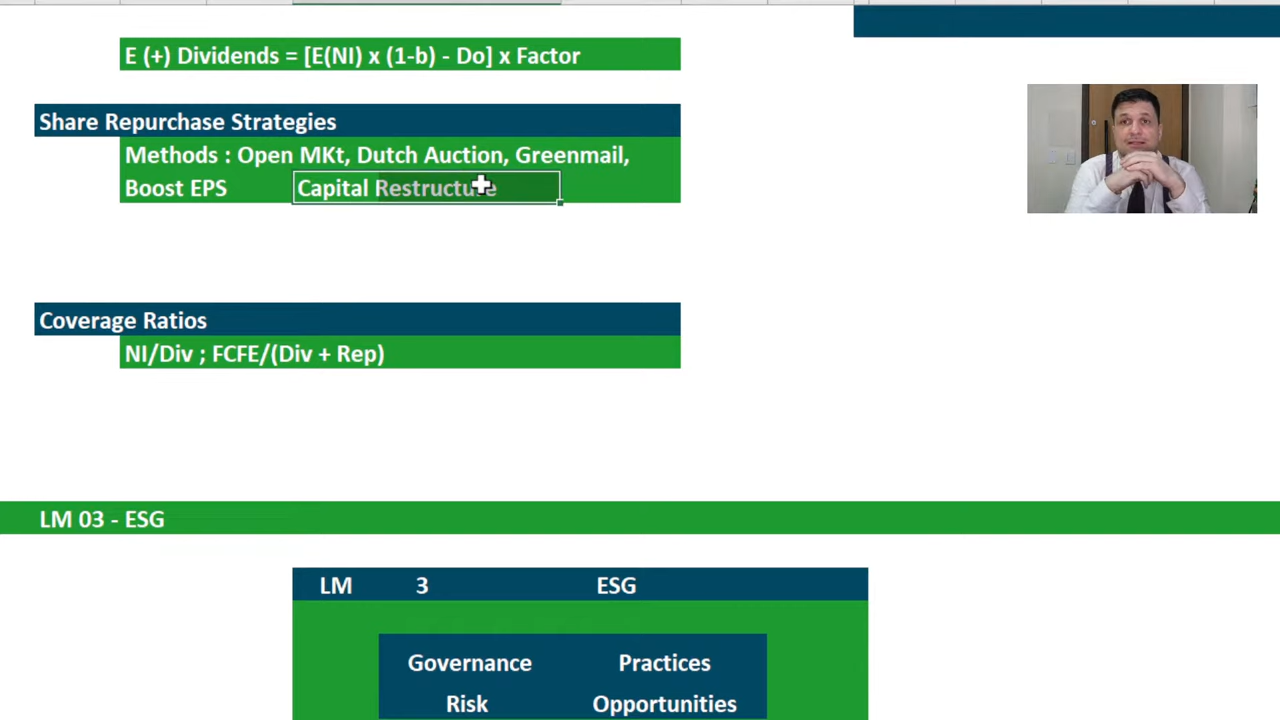 E (+) Dividends = [E(NI) x (1-b) - Do] x Factor
Share Repurchase Strategies
Methods : Open MKt, Dutch Auction, Greenmail,
Boost EPS Capital Restructure
Coverage Ratios
NI/Div ; FCFE/(Div + Rep)
LM 03 - ESG
LM 3 ESG
Governance Practices
Risk Opportunities